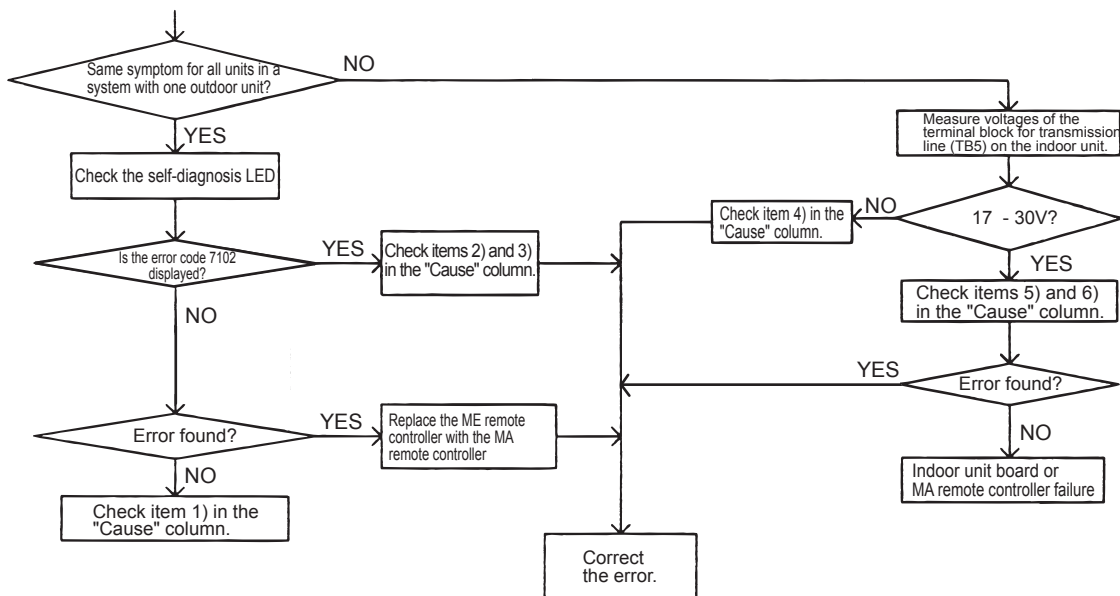 Same symptom for all units in a
system with one outdoor unit?
NO
YES
Measure voltages of the
terminal block for transmission
line (TB5) on the indoor unit.
Check the self-diagnosis LED
17 - 30V?
NO
Check item 4) in the
"Cause" column.
YES
Is the error code 7102
displayed?
YES
Check items 2) and 3)
in the "Cause" column.
NO
Check items 5) and 6)
in the "Cause" column.
Error found?
YES
NO
Indoor unit board or
MA remote controller failure
Error found?
YES
Replace the ME remote
controller with the MA
remote controller
NO
Check item 1) in the
"Cause" column.
Correct
the error.